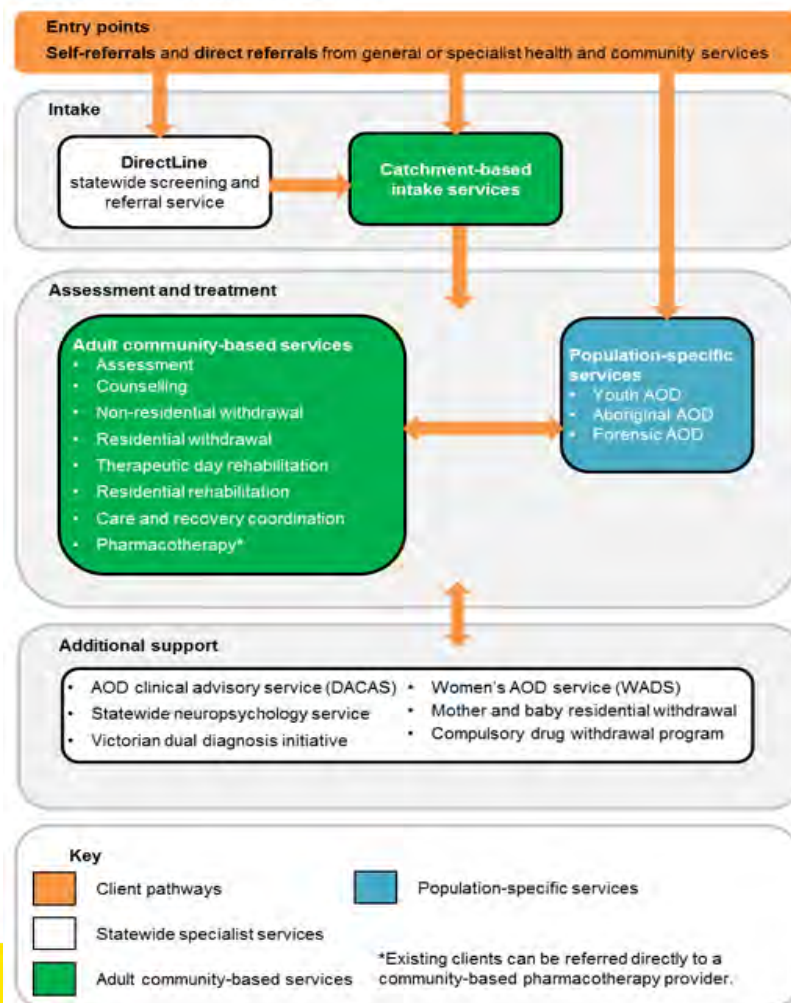 Entry points
Self-referrals and direct referrals from general or specialist health and community services
Intake
DirectLine
statewide screening and
referral service
Catchment-based
intake services
Assessment and treatment
Adult community-based services
• Assessment
• Counselling
• Non-residential withdrawal
• Residential withdrawal
• Therapeutic day rehabilitation
• Residential rehabilitation
• Care and recovery coordination
• Pharmacotherapy*
Population-specific
services
• Youth AOD
• Aboriginal AOD
• Forensic AOD
Additional support
• AOD clinical advisory service (DACAS)
• Statewide neuropsychology service
• Victorian dual diagnosis initiative
• Women's AOD service (WADS)
• Mother and baby residential withdrawal
• Compulsory drug withdrawal program
Key
Client pathways
Population-specific services
Statewide specialist services
Adult community-based services
*Existing clients can be referred directly to a
community-based pharmacotherapy provider.